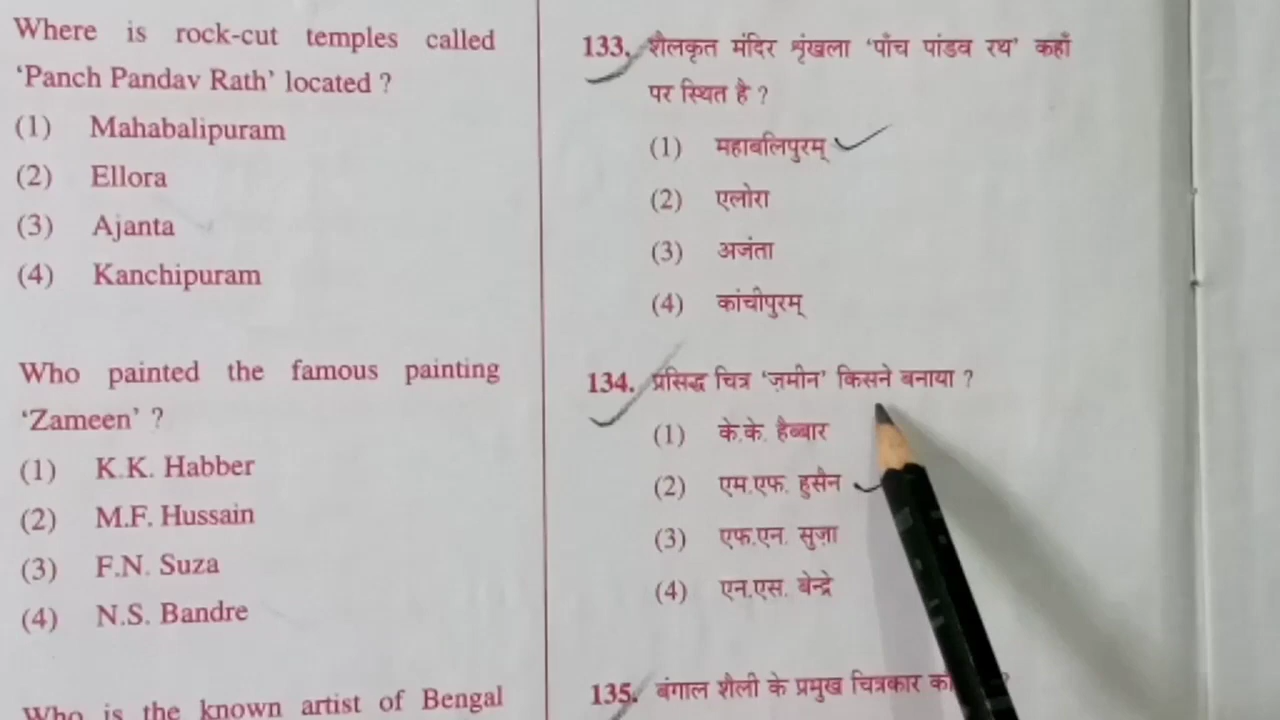 Where is rock-cut temples called
‘Panch Pandav Rath’ located ?
(1) Mahabalipuram
(2) Ellora
(3) Ajanta
(4) Kanchipuram
Who painted the famous painting
‘Zameen’ ?
(1) K.K. Habber
(2) M.F. Hussain
(3) F.N. Suza
(4) N.S. Bandre
Who is the known artist of Bengal
133. शैलकृत मंदिर शृंखला ‘पाँच पांडव रथ’ कहाँ
पर स्थित है ?
(1) महाबलिपुरम्
(2) एलोरा
(3) अजंता
(4) कांचीपुरम्
134. प्रसिद्ध चित्र ‘ज़मीन’ किसने बनाया ?
(1) के.के. हैब्बार
(2) एम.एफ. हुसैन
(3) एफ.एन. सुज़ा
(4) एन.एस. बेन्द्रे
135. बंगाल शैली के प्रमुख चित्रकार